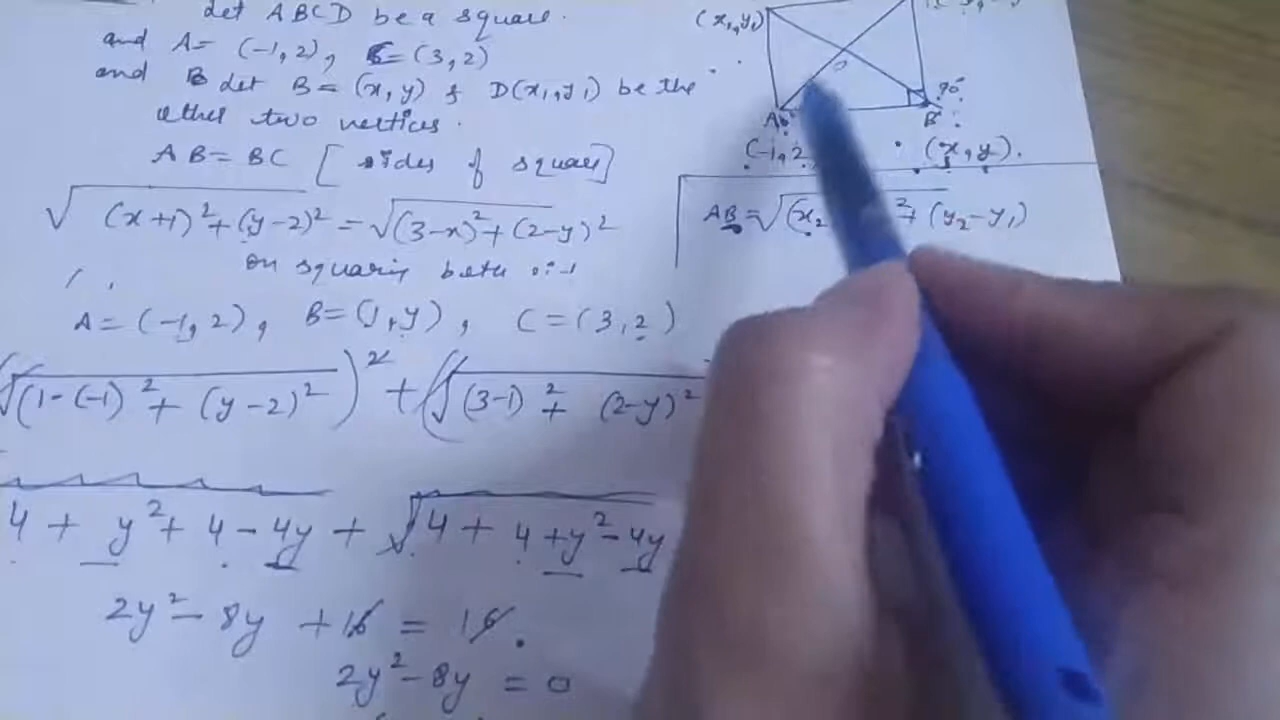 Let ABCD be a square.
and A = (-1, 2), C = (3, 2)
and B Let B = (x, y) & D(x₁, y₁) be the
other two vertices.
AB = BC [sides of square]
√(x+1)² + (y-2)² = √(3-x)² + (2-y)²
on squaring both
A = (-1, 2), B = (1, y), C = (3, 2)
(√(1-(-1)² + (y-2)²)² + (√(3-1)² + (2-y)²
4 + y² + 4 - 4y + √4 + 4 + y² - 4y
2y² - 8y + 16 = 16.
2y² - 8y = 0
(x₁, y₁)
O
90°
A
B
(-1, 2
(x, y).
AB = √(x₂ ² + (y₂ - y₁)